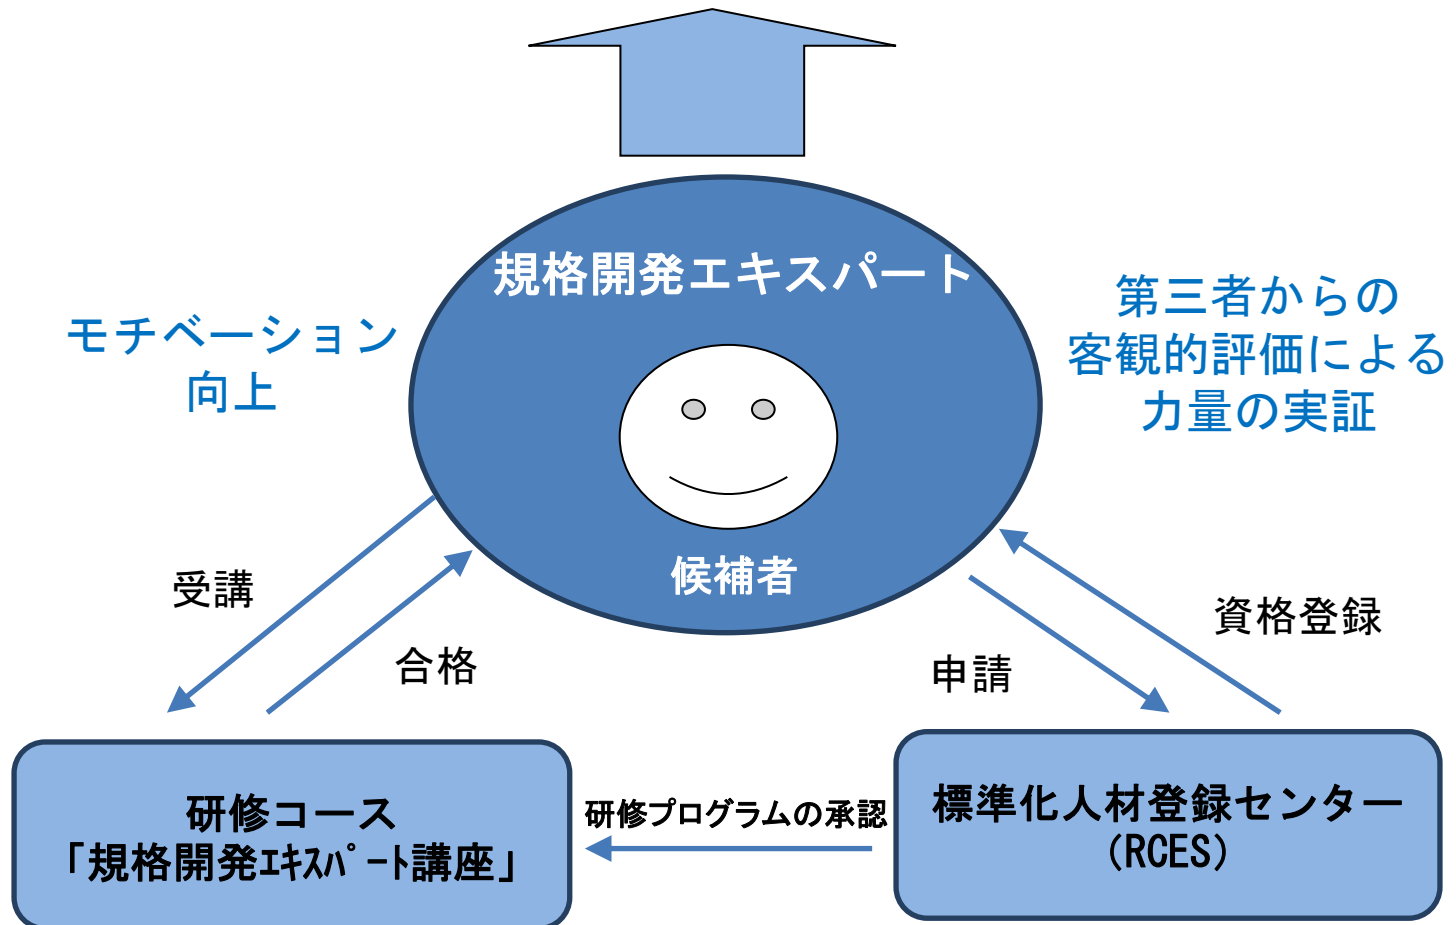 規格開発エキスパート
モチベーション
向上
第三者からの
客観的評価による
力量の実証
候補者
受講
合格
申請
資格登録
研修コース
「規格開発ｴｷｽﾊﾟｰﾄ講座」
研修プログラムの承認
標準化人材登録センター
(RCES)